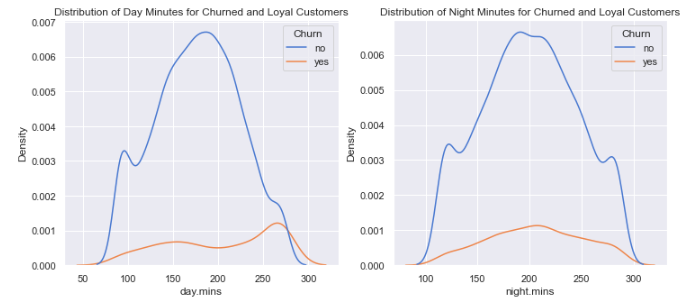 Distribution of Day Minutes for Churned and Loyal Customers
Churn
no
yes
Density
0.007
0.006
0.005
0.004
0.003
0.002
0.001
0.000
50 100 150 200 250 300
day.mins
Distribution of Night Minutes for Churned and Loyal Customers
Churn
no
yes
Density
0.006
0.005
0.004
0.003
0.002
0.001
0.000
100 150 200 250 300
night.mins